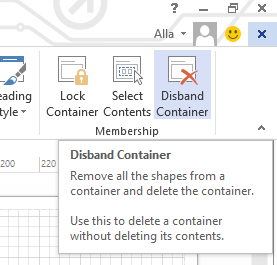 Alla
eading
Lock
Select
Disband
tyle
Container
Contents
Container
Membership
200
220
Disband Container
Remove all the shapes from a
container and delete the container.
Use this to delete a container
without deleting its contents.